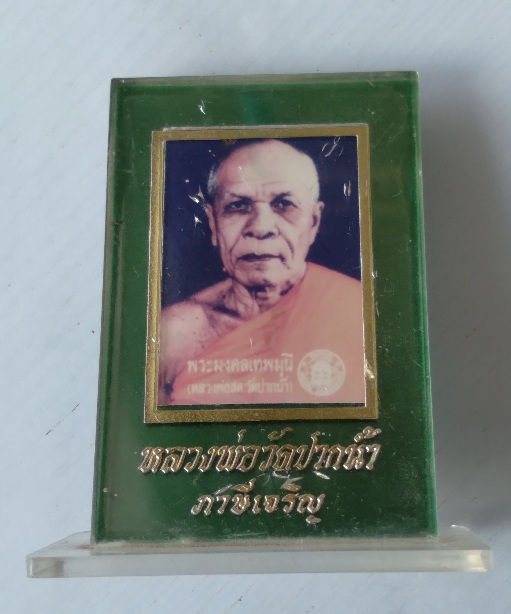 พระมงคลเทพมุนี
(หลวงพ่อสด วัดปากน้ำ)
หลวงพ่อวัดปากน้ำ
ภาษีเจริญ